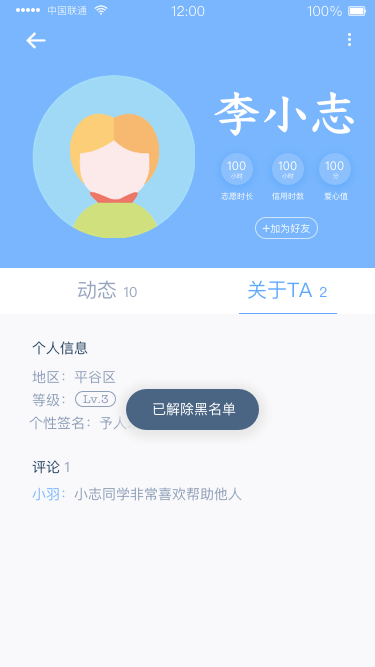 中国联通 12:00 100%
李小志
100 100 100
小时 小时 分
志愿时长 信用时数 爱心值
+加为好友
动态 10 关于TA 2
个人信息
地区：平谷区
等级： Lv.3
个性签名：予人
已解除黑名单
评论 1
小羽：小志同学非常喜欢帮助他人